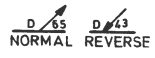 D 65 D 43
NORMAL REVERSE